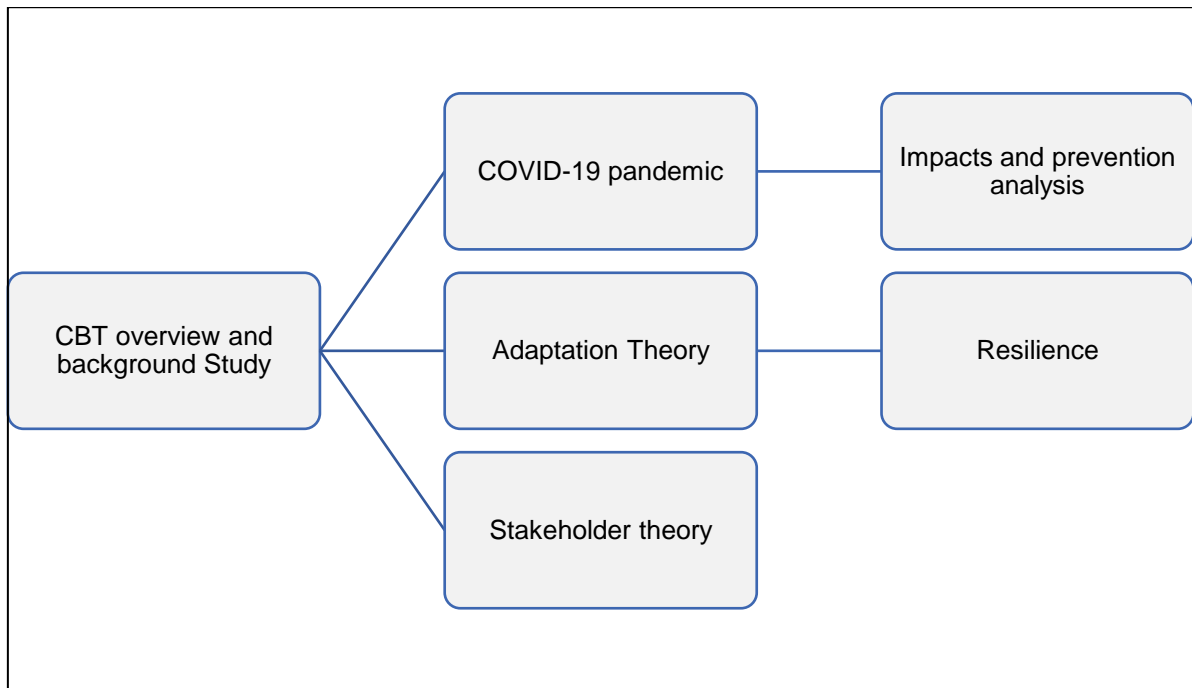 COVID-19 pandemic
Impacts and prevention
analysis
CBT overview and
background Study
Adaptation Theory
Resilience
Stakeholder theory